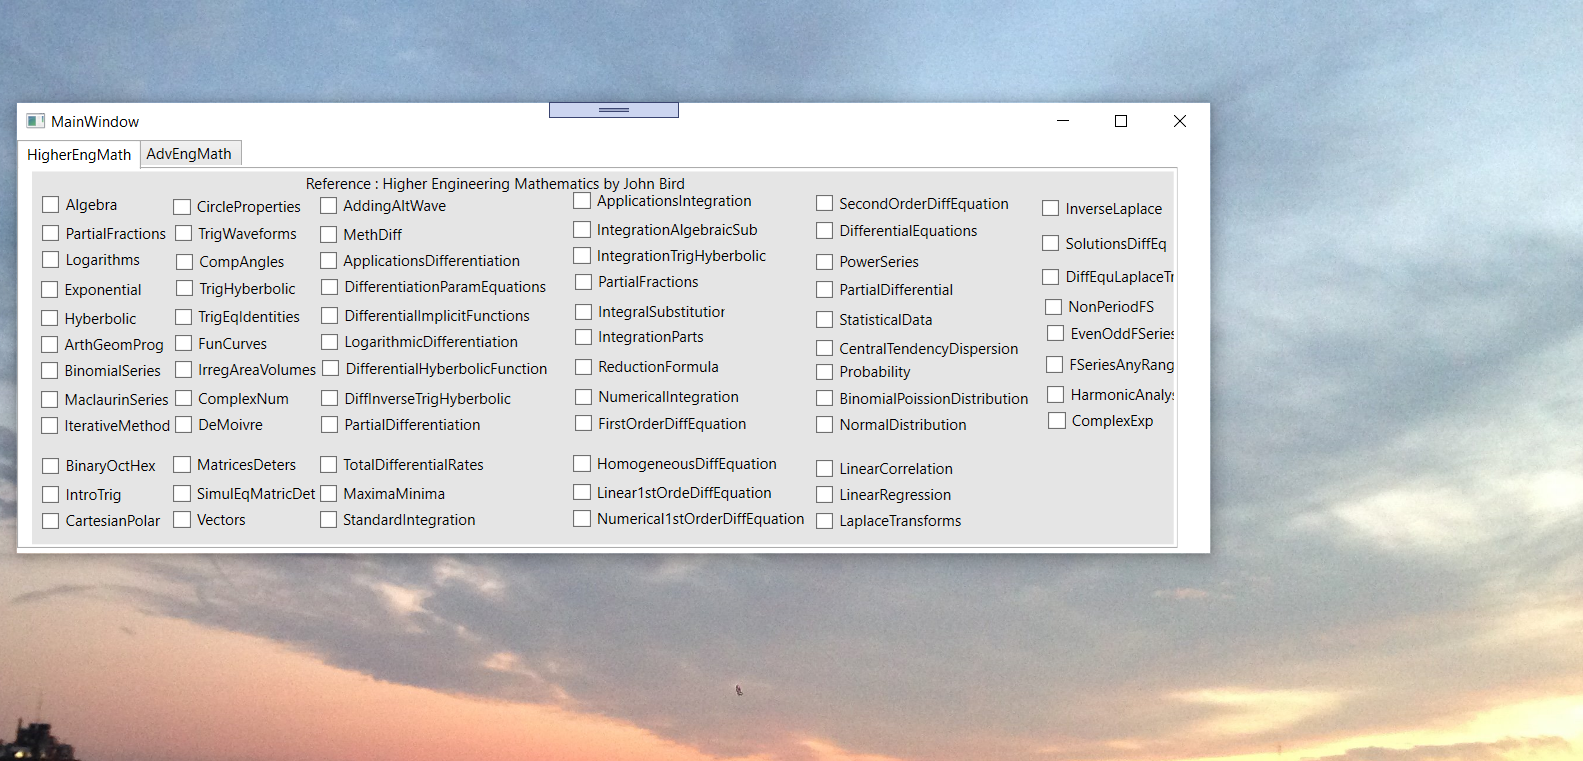 MainWindow
HigherEngMath AdvEngMath
Reference : Higher Engineering Mathematics by John Bird
Algebra
PartialFractions
Logarithms
Exponential
Hyberbolic
ArthGeomProg
BinomialSeries
MaclaurinSeries
IterativeMethod
BinaryOctHex
IntroTrig
CartesianPolar
CircleProperties
TrigWaveforms
CompAngles
TrigHyberbolic
TrigEqIdentities
FunCurves
IrregAreaVolumes
ComplexNum
DeMoivre
MatricesDeters
SimulEqMatricDet
Vectors
AddingAltWave
MethDiff
ApplicationsDifferentiation
DifferentiationParamEquations
DifferentialImplicitFunctions
LogarithmicDifferentiation
DifferentialHyberbolicFunction
DiffInverseTrigHyberbolic
PartialDifferentiation
TotalDifferentialRates
MaximaMinima
StandardIntegration
ApplicationsIntegration
IntegrationAlgebraicSub
IntegrationTrigHyberbolic
PartialFractions
IntegralSubstitutior
IntegrationParts
ReductionFormula
NumericalIntegration
FirstOrderDiffEquation
HomogeneousDiffEquation
Linear1stOrdeDiffEquation
Numerical1stOrderDiffEquation
SecondOrderDiffEquation
DifferentialEquations
PowerSeries
PartialDifferential
StatisticalData
CentralTendencyDispersion
Probability
BinomialPoissionDistribution
NormalDistribution
LinearCorrelation
LinearRegression
LaplaceTransforms
InverseLaplace
SolutionsDiffEq
DiffEquLaplaceTr
NonPeriodFS
EvenOddFSeries
FSeriesAnyRang
HarmonicAnalys
ComplexExp